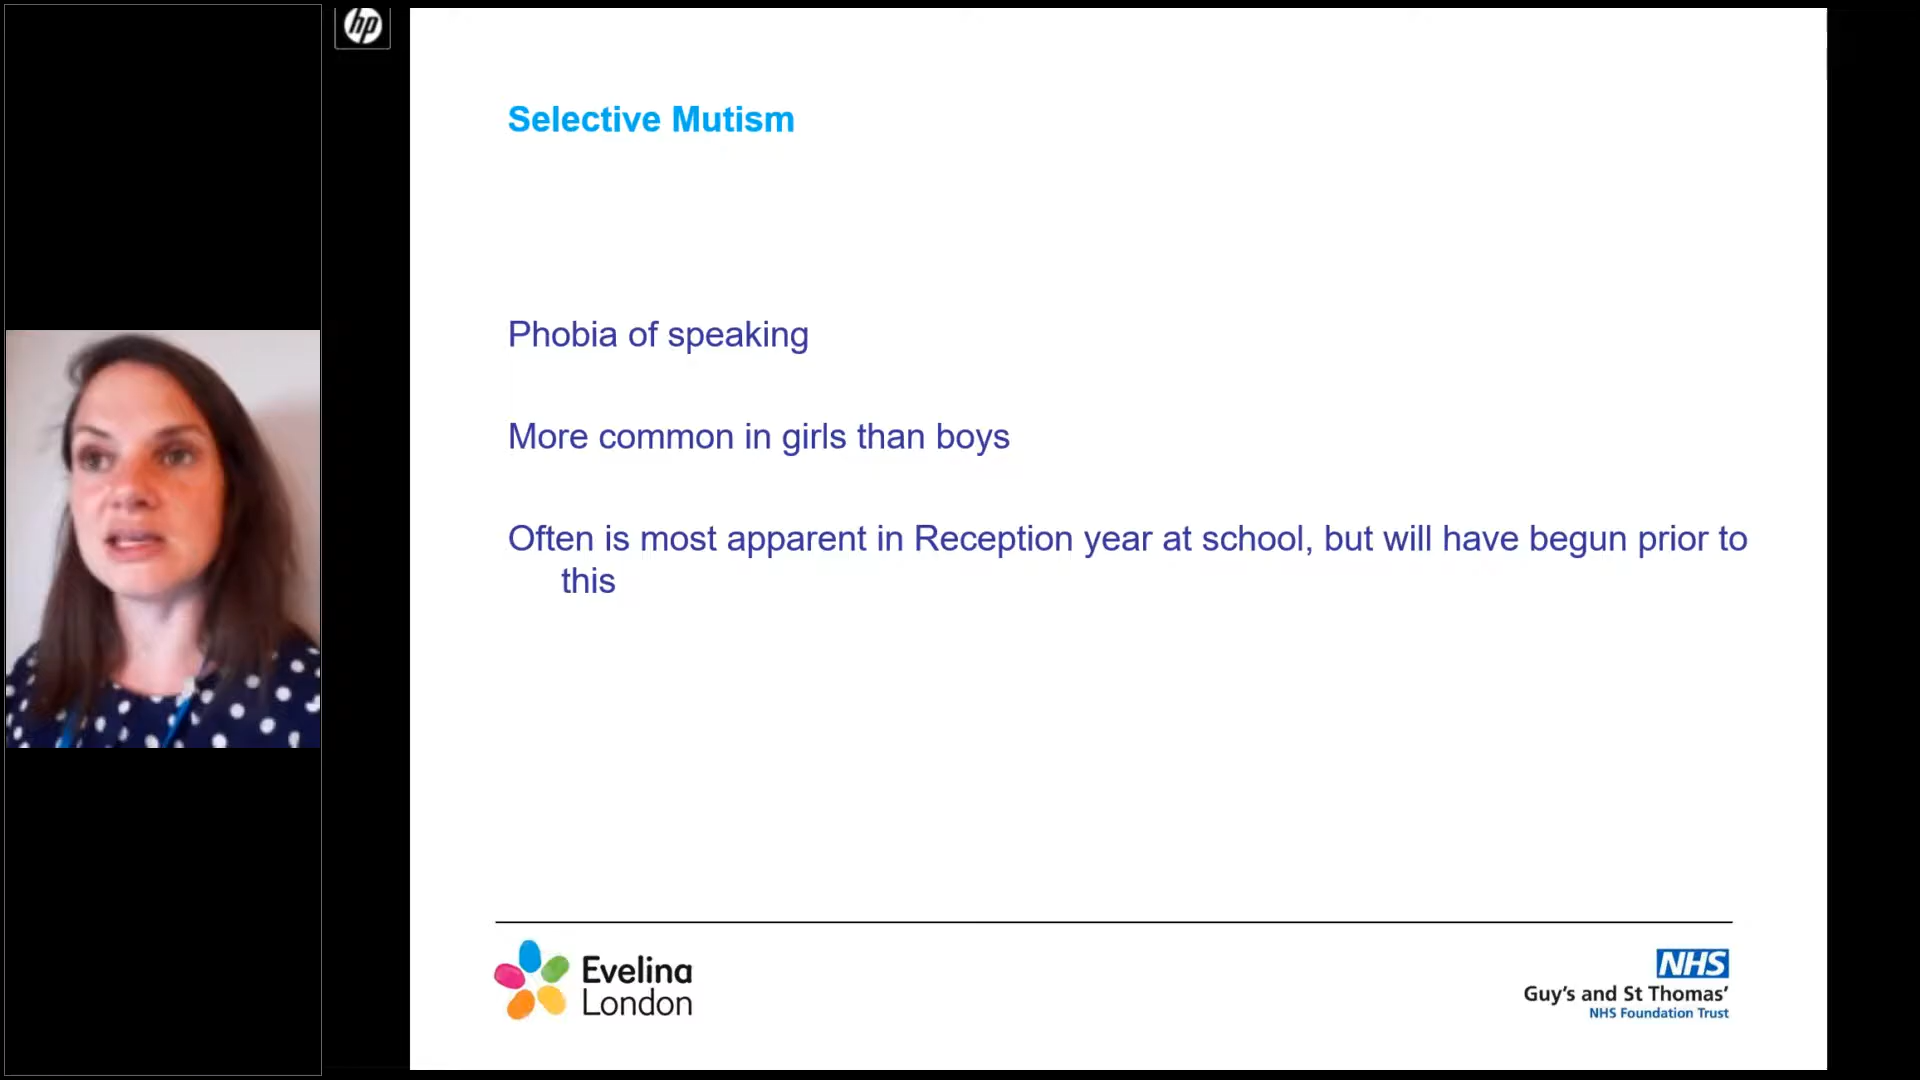 hp
Selective Mutism
Phobia of speaking
More common in girls than boys
Often is most apparent in Reception year at school, but will have begun prior to
this
Evelina
London
NHS
Guy's and St Thomas'
NHS Foundation Trust